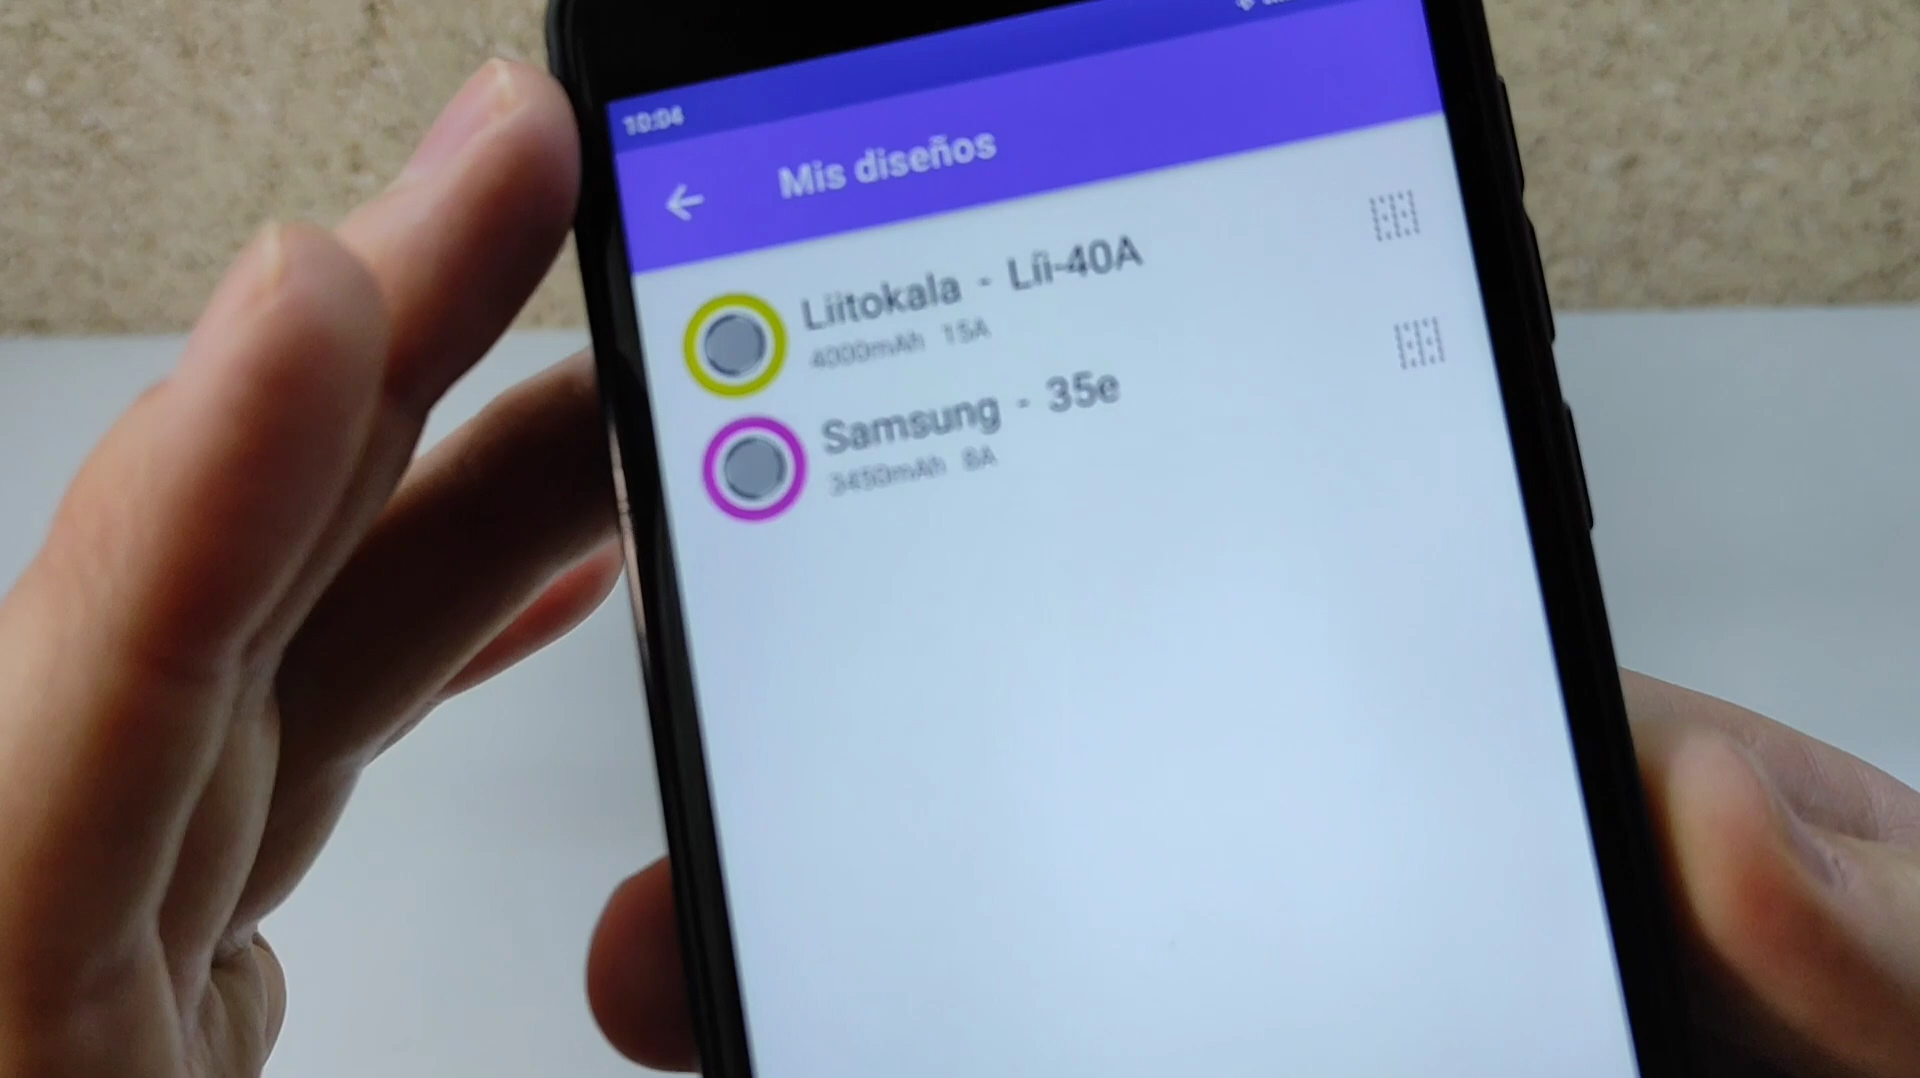 10:04
Mis diseños
Liitokala - Lii-40A
4000mAh 15A
Samsung - 35e
3450mAh 8A